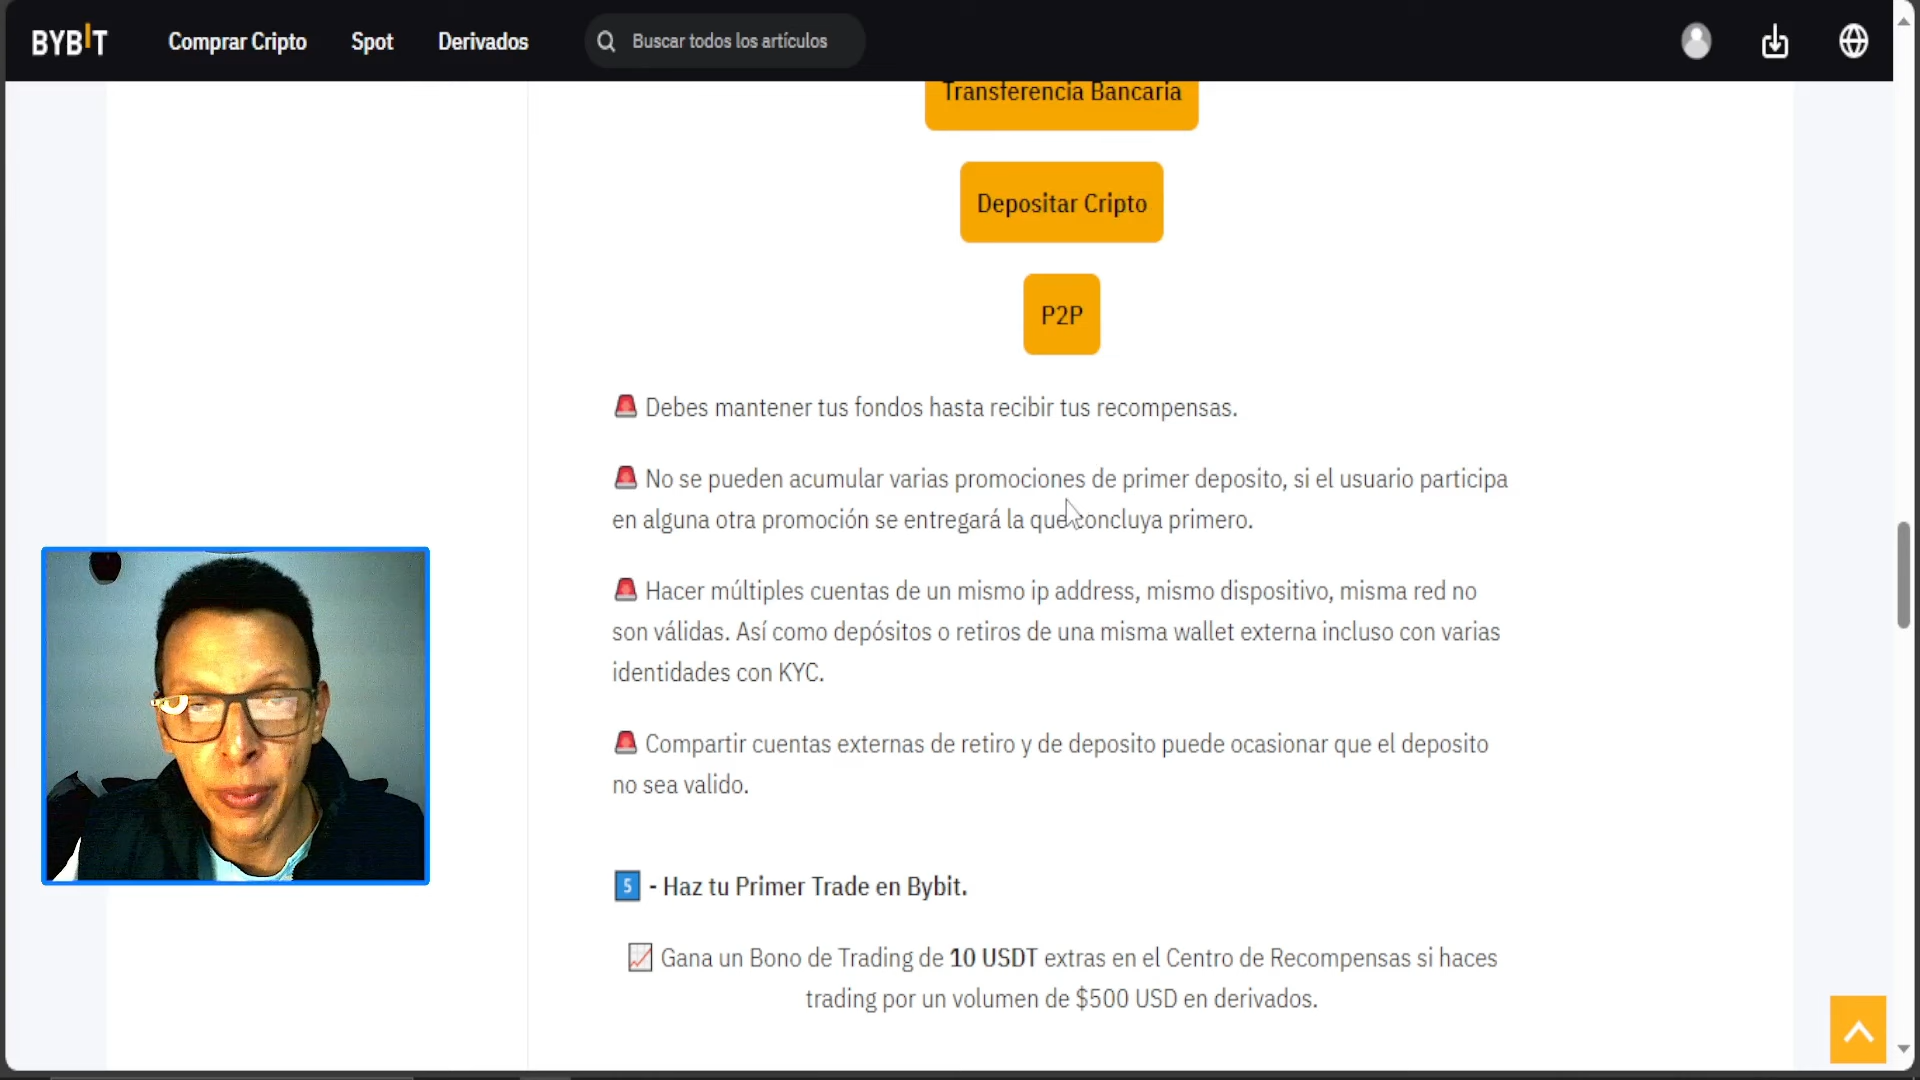 BYBIT Comprar Cripto Spot Derivados Buscar todos los artículos
Transferencia Bancaria
Depositar Cripto
P2P
🚨 Debes mantener tus fondos hasta recibir tus recompensas.
🚨 No se pueden acumular varias promociones de primer deposito, si el usuario participa
en alguna otra promoción se entregará la que concluya primero.
🚨 Hacer múltiples cuentas de un mismo ip address, mismo dispositivo, misma red no
son válidas. Así como depósitos o retiros de una misma wallet externa incluso con varias
identidades con KYC.
🚨 Compartir cuentas externas de retiro y de deposito puede ocasionar que el deposito
no sea valido.
5 - Haz tu Primer Trade en Bybit.
📈 Gana un Bono de Trading de 10 USDT extras en el Centro de Recompensas si haces
trading por un volumen de $500 USD en derivados.